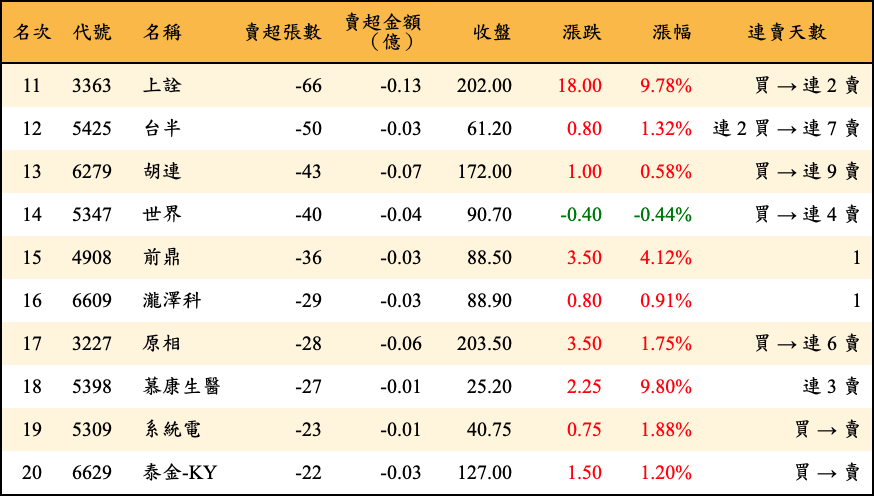 名次 代號 名稱 賣超張數 賣超金額（億） 收盤 漲跌 漲幅 連賣天數
11 3363 上詮 -66 -0.13 202.00 18.00 9.78% 買 → 連 2 賣
12 5425 台半 -50 -0.03 61.20 0.80 1.32% 連 2 買 → 連 7 賣
13 6279 胡連 -43 -0.07 172.00 1.00 0.58% 買 → 連 9 賣
14 5347 世界 -40 -0.04 90.70 -0.40 -0.44% 買 → 連 4 賣
15 4908 前鼎 -36 -0.03 88.50 3.50 4.12% 1
16 6609 瀧澤科 -29 -0.03 88.90 0.80 0.91% 1
17 3227 原相 -28 -0.06 203.50 3.50 1.75% 買 → 連 6 賣
18 5398 慕康生醫 -27 -0.01 25.20 2.25 9.80% 連 3 賣
19 5309 系統電 -23 -0.01 40.75 0.75 1.88% 買 → 賣
20 6629 泰金-KY -22 -0.03 127.00 1.50 1.20% 買 → 賣